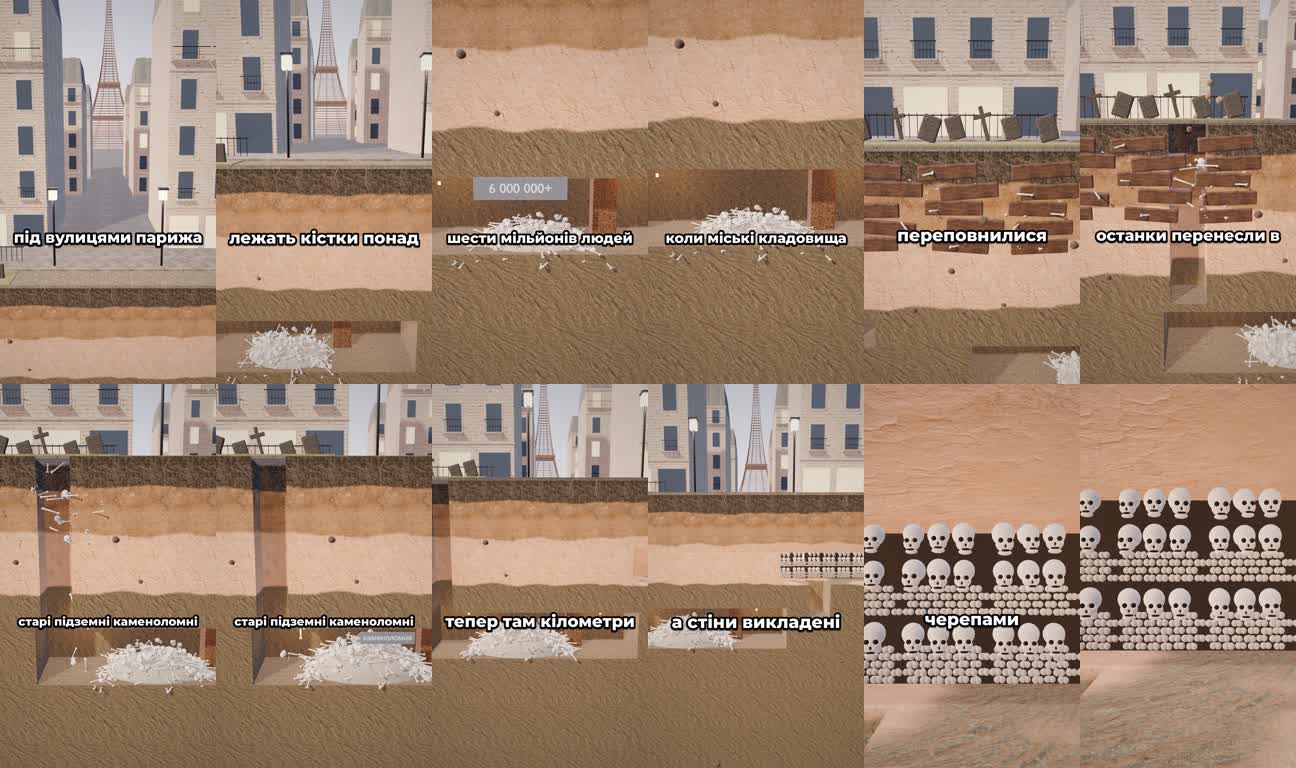 під вулицями парижа
лежать кістки понад
6 000 000+
шести мільйонів людей
коли міські кладовища
переповнилися
останки перенесли в
старі підземні каменоломні
старі підземні каменоломні
каменоломня
тепер там кілометри
а стіни викладені
черепами